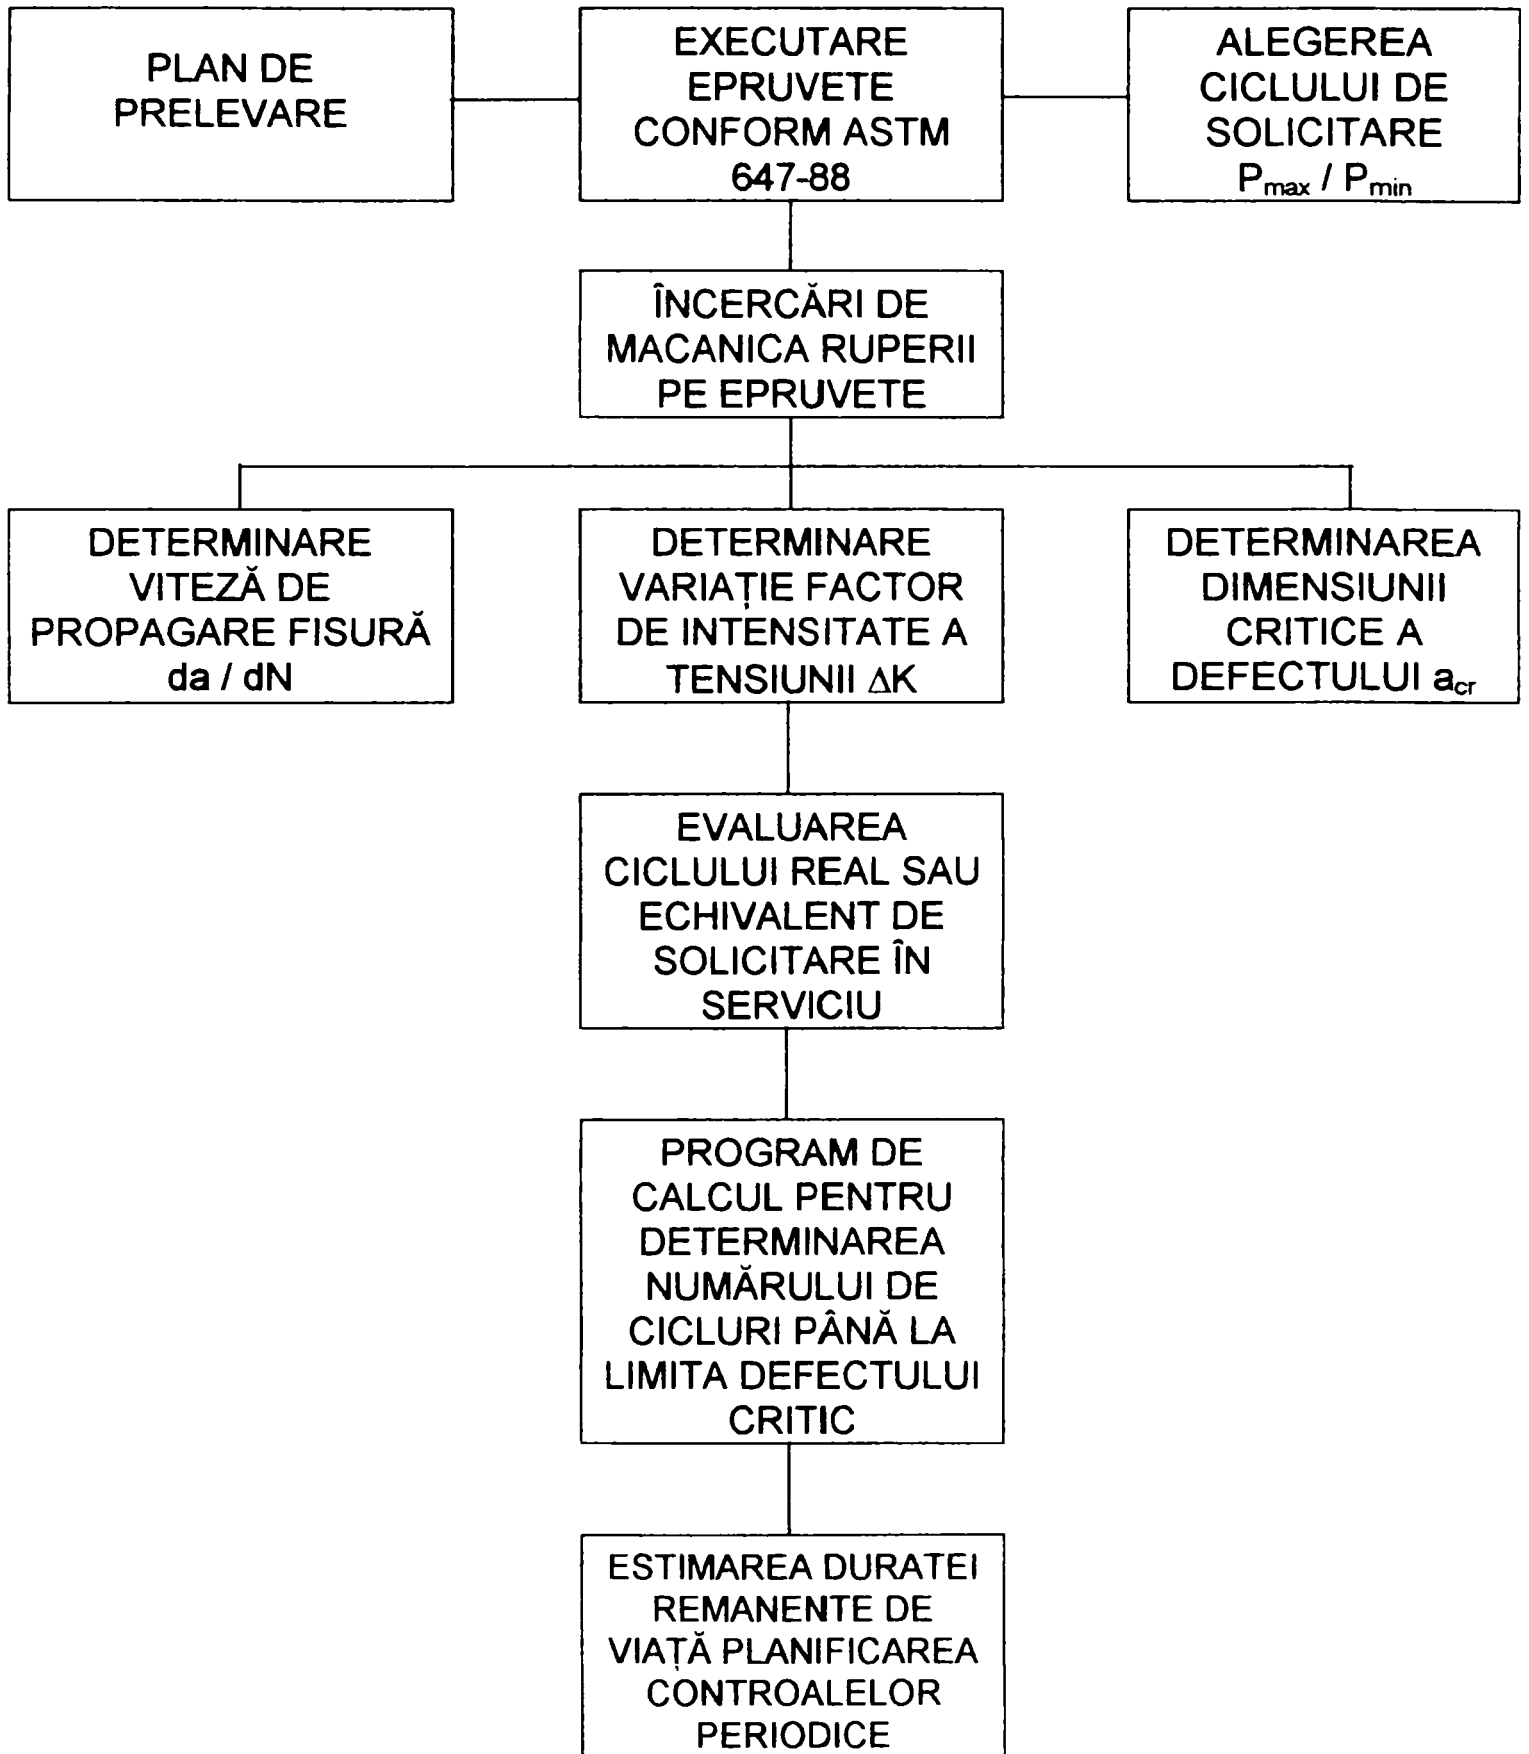 PLAN DE
PRELEVARE
EXECUTARE
EPRUVETE
CONFORM ASTM
647-88
ALEGEREA
CICLULUI DE
SOLICITARE
Pmax / Pmin
ÎNCERCĂRI DE
MACANICA RUPERII
PE EPRUVETE
DETERMINARE
VITEZĂ DE
PROPAGARE FISURĂ
da / dN
DETERMINARE
VARIAȚIE FACTOR
DE INTENSITATE A
TENSIUNII ΔK
DETERMINAREA
DIMENSIUNII
CRITICE A
DEFECTULUI acr
EVALUAREA
CICLULUI REAL SAU
ECHIVALENT DE
SOLICITARE ÎN
SERVICIU
PROGRAM DE
CALCUL PENTRU
DETERMINAREA
NUMĂRULUI DE
CICLURI PÂNĂ LA
LIMITA DEFECTULUI
CRITIC
ESTIMAREA DURATEI
REMANENTE DE
VIAȚĂ PLANIFICAREA
CONTROALELOR
PERIODICE